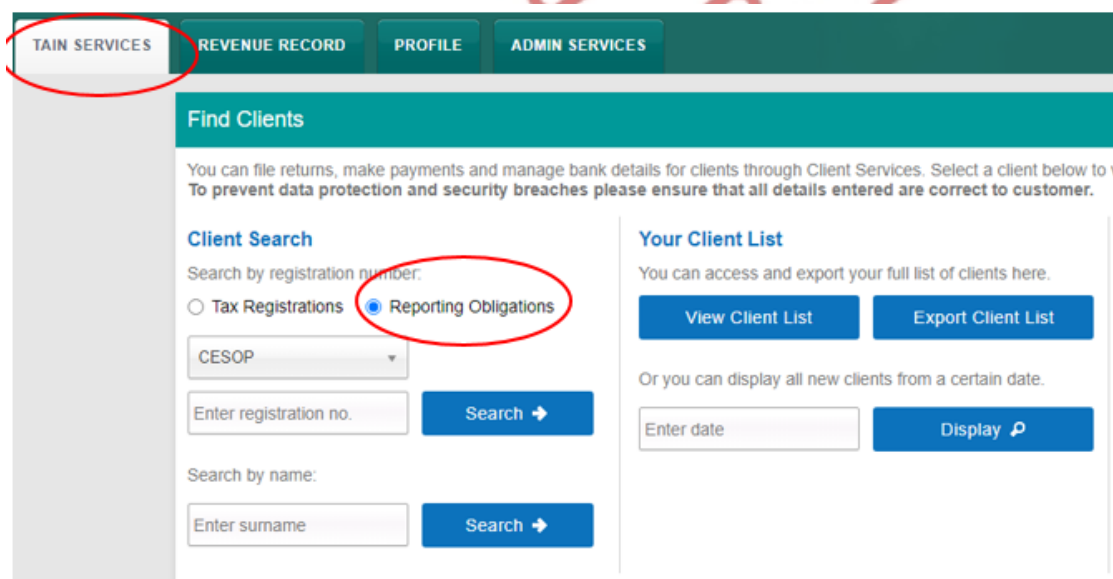 TAIN SERVICES REVENUE RECORD PROFILE ADMIN SERVICES
Find Clients
You can file returns, make payments and manage bank details for clients through Client Services. Select a client below to
To prevent data protection and security breaches please ensure that all details entered are correct to customer.
Client Search
Search by registration number:
Tax Registrations Reporting Obligations
CESOP
Enter registration no. Search
Search by name:
Enter surname Search
Your Client List
You can access and export your full list of clients here.
View Client List Export Client List
Or you can display all new clients from a certain date.
Enter date Display